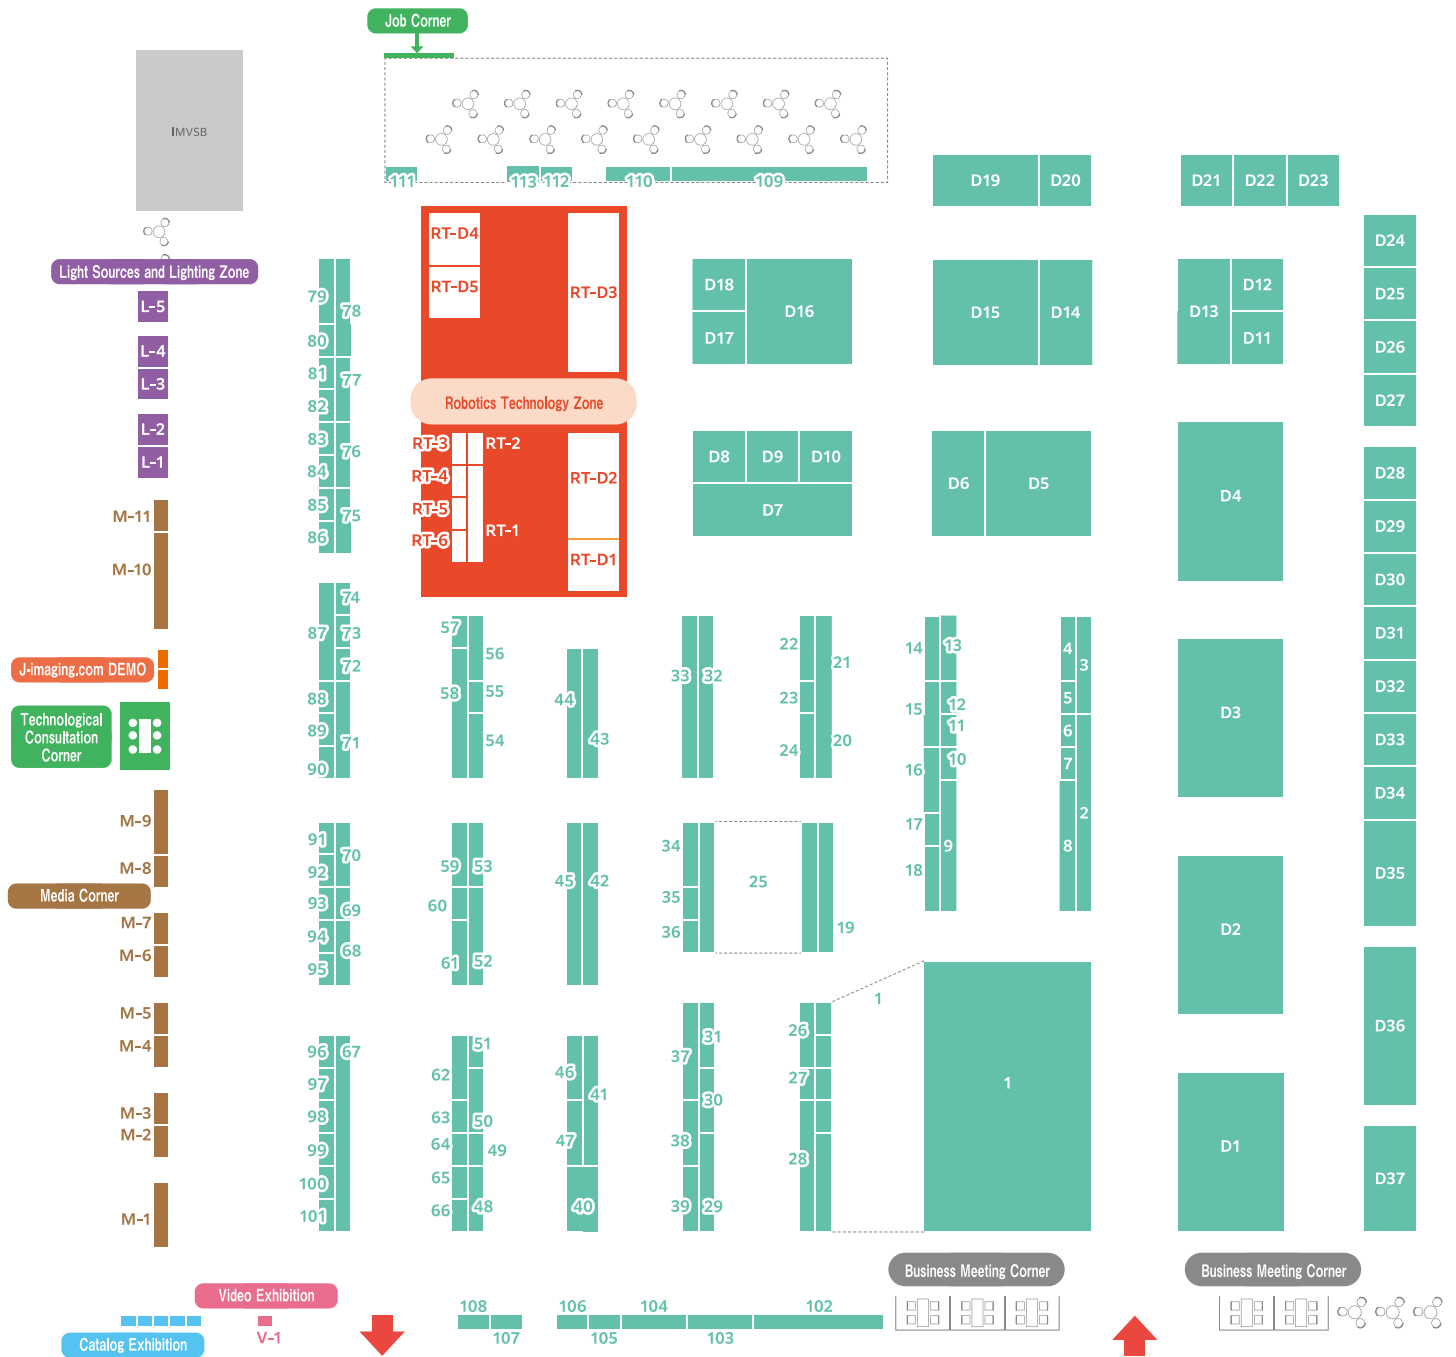 Job Corner
IMVSB
111
113
112
110
109
D19
D20
D21
D22
D23
D24
D25
D26
D27
Light Sources and Lighting Zone
L-5
L-4
L-3
L-2
L-1
79
78
80
81
77
82
83
76
84
85
75
86
RT-D4
RT-D5
RT-D3
Robotics Technology Zone
RT-3
RT-2
RT-4
RT-5
RT-1
RT-6
RT-D2
RT-D1
D18
D17
D16
D15
D14
D13
D12
D11
D8
D9
D10
D7
D6
D5
D4
D28
D29
D30
D31
D32
D33
D34
D35
D36
D37
M-11
M-10
J-imaging.com DEMO
Technological
Consultation
Corner
M-9
M-8
Media Corner
M-7
M-6
M-5
M-4
M-3
M-2
M-1
74
87
73
72
88
89
71
90
57
56
58
55
54
44
43
33
32
22
21
23
24
20
14
13
15
12
11
16
10
17
9
18
4
3
5
6
7
2
8
D3
D2
D1
91
70
92
93
69
94
68
95
59
53
60
61
52
45
42
34
35
36
25
19
96
67
97
98
99
100
101
51
62
63
50
64
49
65
66
48
46
41
47
40
37
31
30
38
39
29
26
27
28
1
1
Business Meeting Corner
Business Meeting Corner
Video Exhibition
V-1
Catalog Exhibition
108
107
106
105
104
103
102